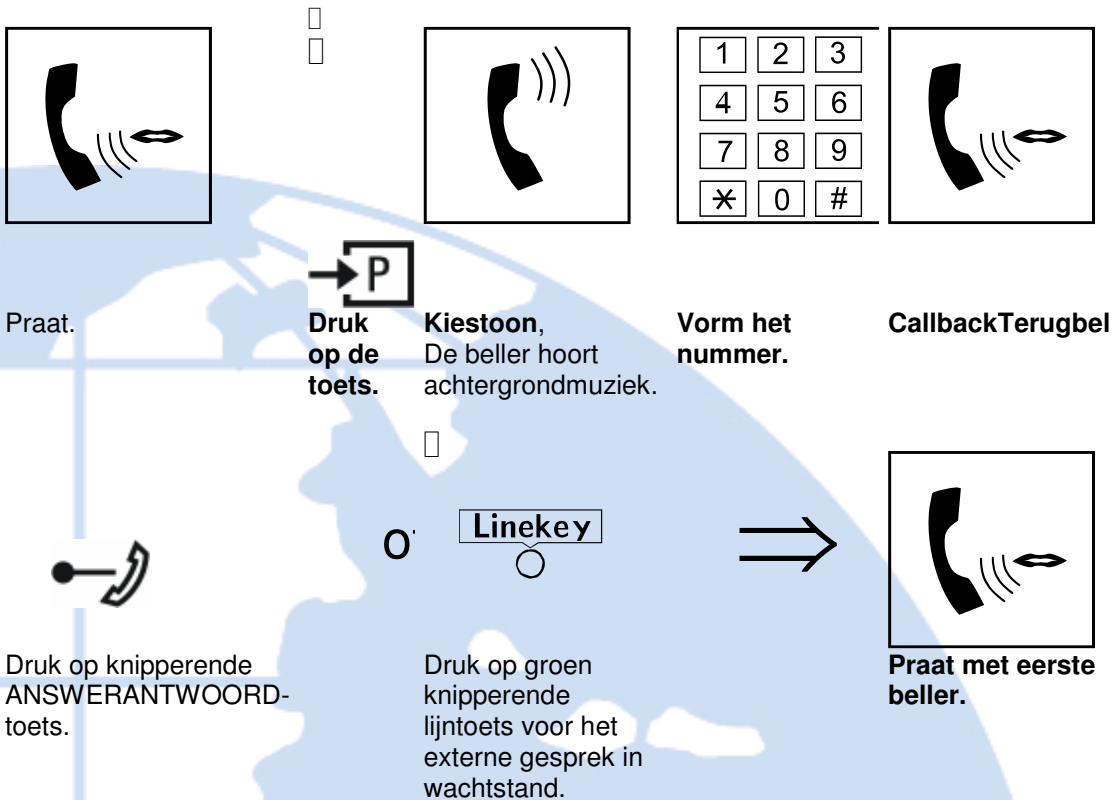 1 2 3
4 5 6
7 8 9
* 0 #
P
Praat.
Druk
op de
toets.
Kiestoon,
De beller hoort
achtergrondmuziek.
Vorm het
nummer.
CallbackTerugbel
Linekey
Druk op knipperende
ANSWERANTWOORD-
toets.
Druk op groen
knipperende
lijntoets voor het
externe gesprek in
wachtstand.
Praat met eerste
beller.